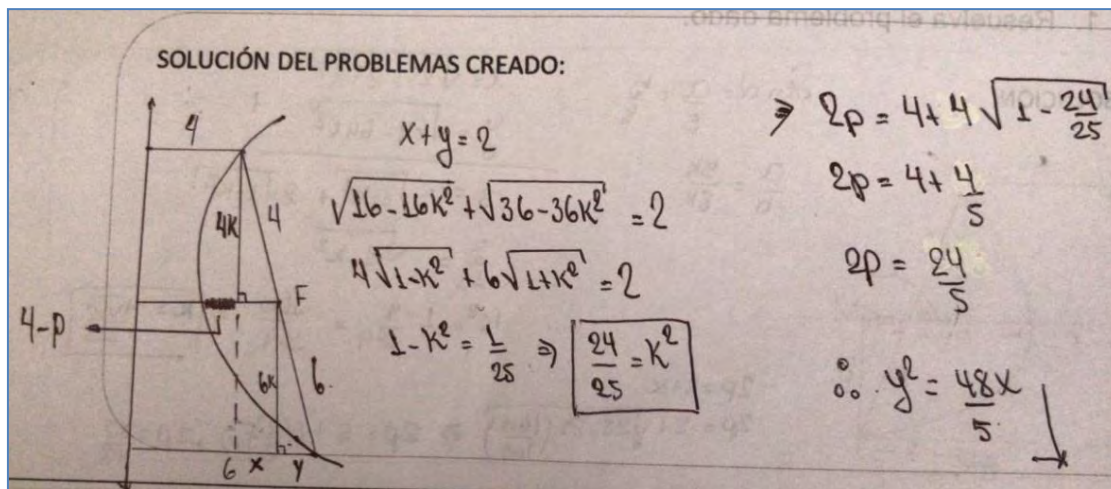 1. Resuelva el problema dado.
SOLUCIÓN DEL PROBLEMAS CREADO:
4
4K
4
F
4-P
6K
6
6 x y
x+y=2
√16-16K² + √36-36K² = 2
4√1-K² + 6√1+K² = 2
1-K² = 1/25 ⇒ 24/25 = K²
⇒ 2p = 4+4√1-24/25
2p = 4+4/5
2p = 24/5
∴ y² = 48x/5